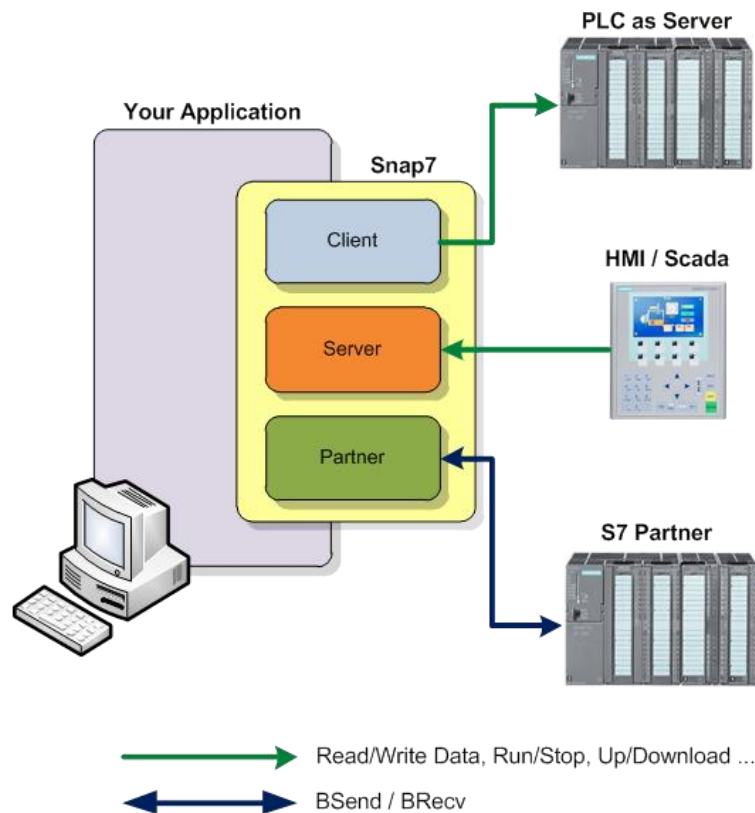 PLC as Server
Your Application
Snap7
Client
HMI / Scada
Server
Partner
S7 Partner
Read/Write Data, Run/Stop, Up/Download ...
BSend / BRecv